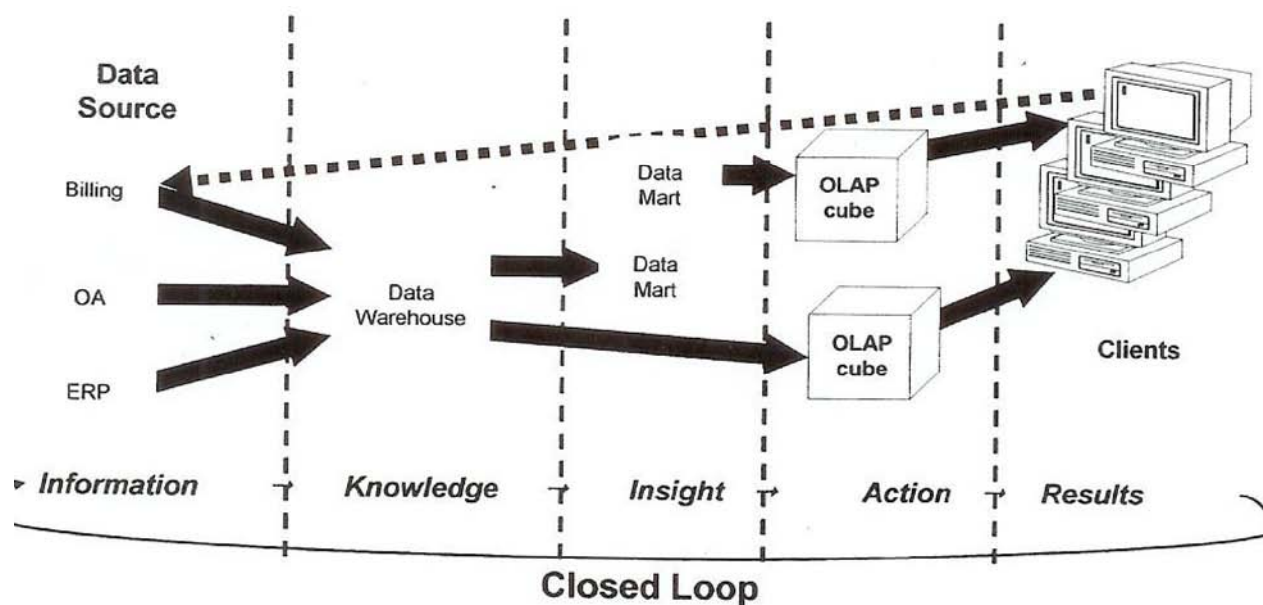 Data
Source
Billing
OA
ERP
Data
Warehouse
Data
Mart
Data
Mart
OLAP
cube
OLAP
cube
Clients
Information
Knowledge
Insight
Action
Results
Closed Loop